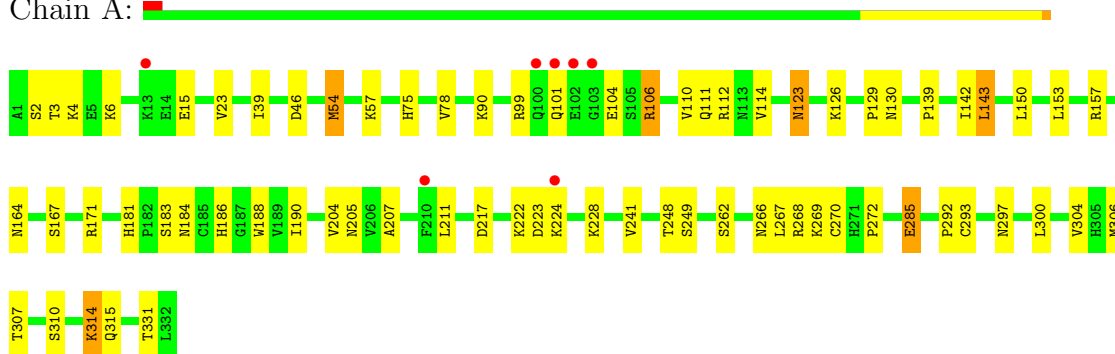 Chain A:
A1 S2 T3 K4 E5 K6 K13 E14 E15 V23 I39 D46 M54 K57 H75 V78 K90 R99 Q100 Q101 E102 G103 E104 S105 R106 V110 Q111 R112 N113 V114 N123 K126 P129 N130 P139 I142 L143 L150 L153 R157
N164 S167 R171 H181 P182 S183 N184 C185 H186 G187 W188 V189 I190 V204 N205 V206 A207 F210 L211 D217 K222 D223 K224 K228 V241 T248 S249 S262 N266 L267 R268 K269 C270 H271 P272 E285 P292 C293 N297 L300 V304 H305 M306
T307 S310 K314 Q315 T331 L332